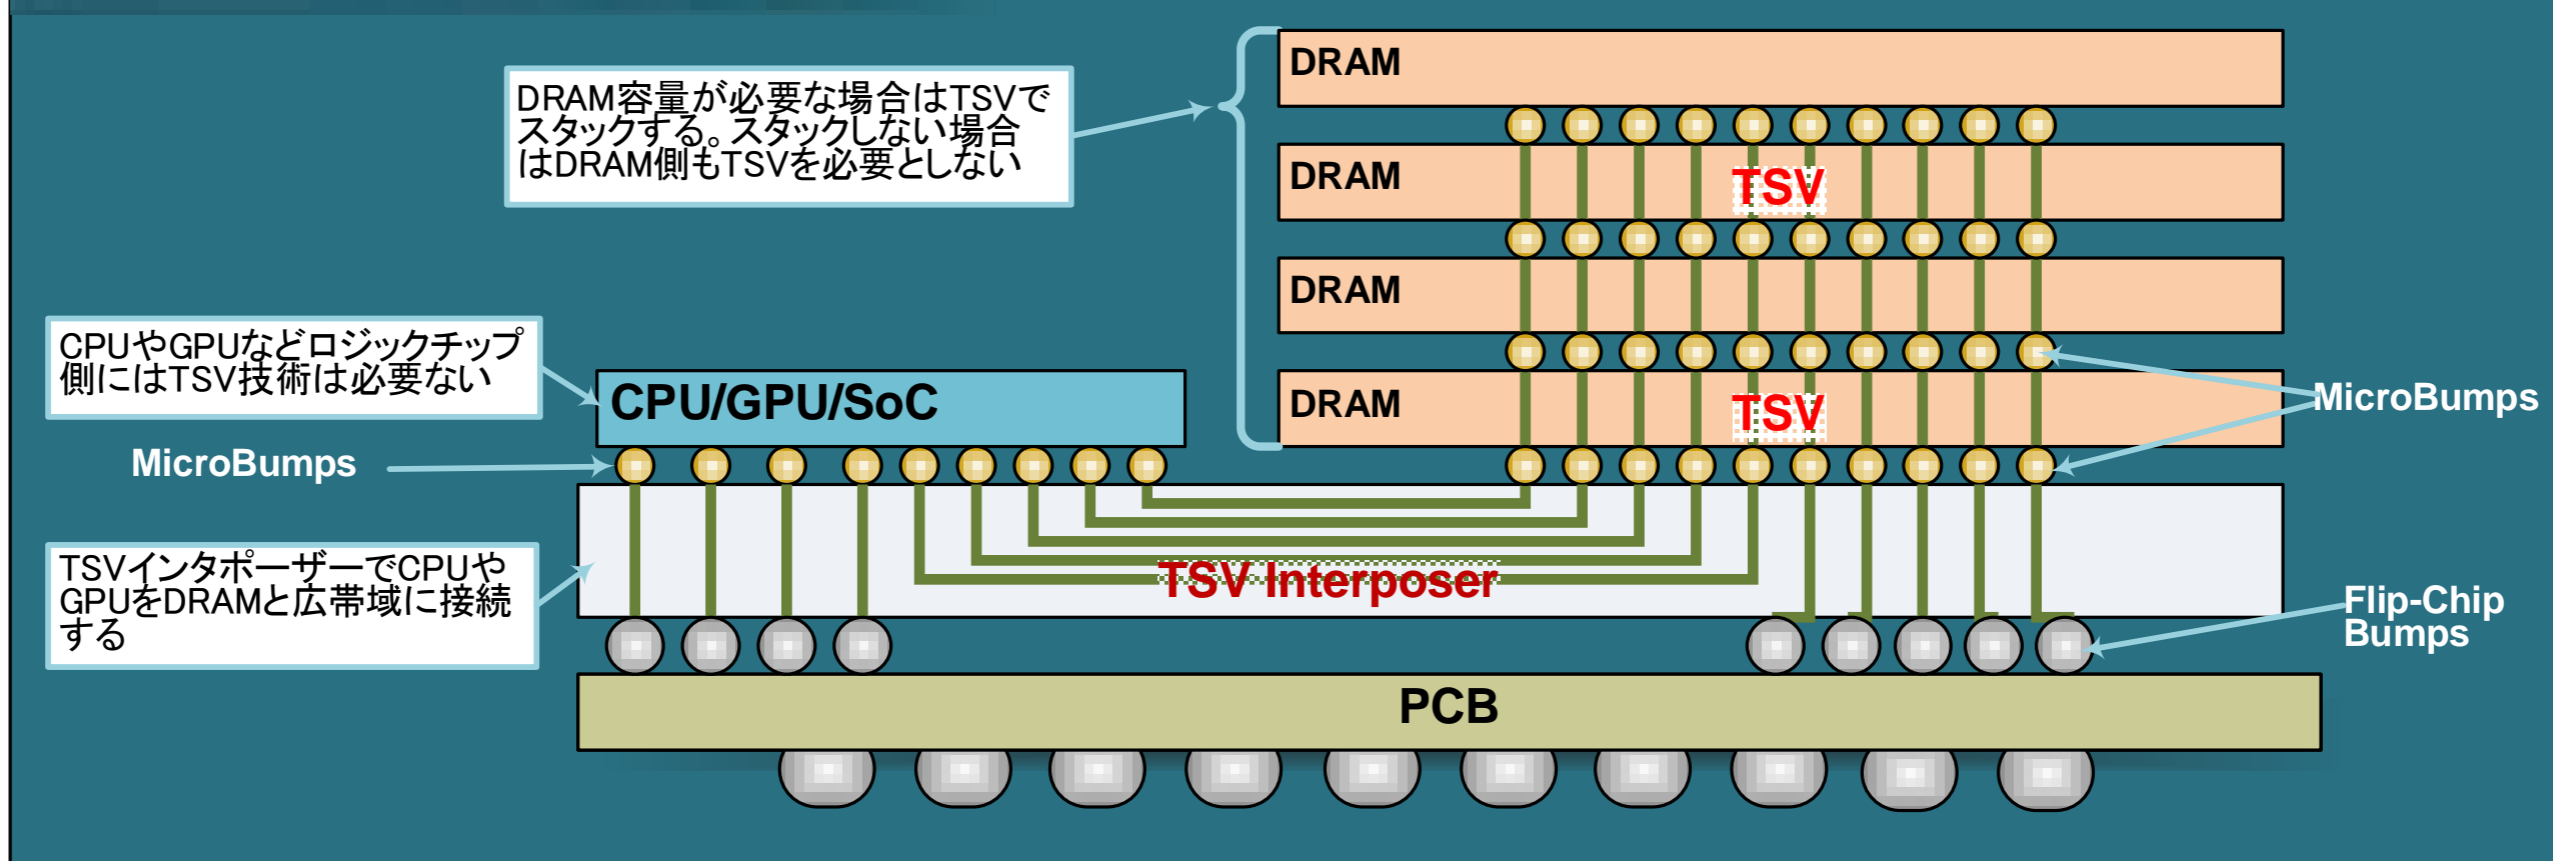 DRAM
DRAM容量が必要な場合はTSVで
スタックする。スタックしない場合
はDRAM側もTSVを必要としない
DRAM
TSV
DRAM
CPUやGPUなどロジックチップ
側にはTSV技術は必要ない
CPU/GPU/SoC
DRAM
TSV
MicroBumps
MicroBumps
TSVインタポーザーでCPUや
GPUをDRAMと広帯域に接続
する
TSV Interposer
Flip-Chip
Bumps
PCB